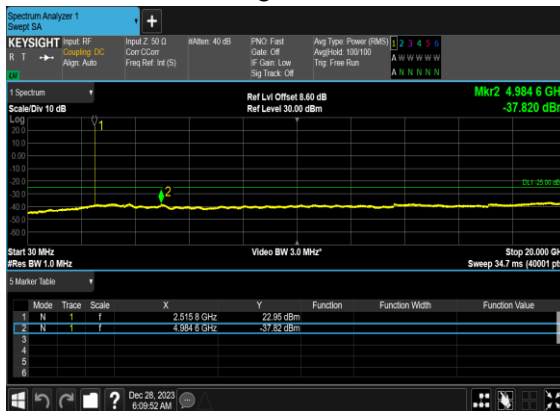 Spectrum Analyzer 1
Swept SA
+
KEYSIGHT Input: RF Input Z: 50 Ω #Atten: 40 dB PNO: Fast Avg Type: Power (RMS) 1 2 3 4 5 6
R T Coupling: DC Corr CCorr Gate: Off Avg|Hold: 100/100 A W W W W W
Align: Auto Freq Ref: Int (S) IF Gain: Low Trig: Free Run
Sig Track: Off A N N N N N
1 Spectrum Ref Lvl Offset 8.60 dB Mkr2 4.984 6 GH
Scale/Div 10 dB Ref Level 30.00 dBm -37.820 dBr
Log
20.0
10.0
0.00
-10.0
-20.0
-30.0
-40.0
-50.0
-60.0
1
2
DL1 -25.00 dB
Start 30 MHz Video BW 3.0 MHz* Stop 20.000 GH
#Res BW 1.0 MHz Sweep 34.7 ms (40001 pt
5 Marker Table
Mode Trace Scale X Y Function Function Width Function Value
1 N 1 f 2.515 8 GHz 22.95 dBm
2 N 1 f 4.984 6 GHz -37.82 dBm
3
4
5
6
? Dec 28, 2023
6:09:52 AM